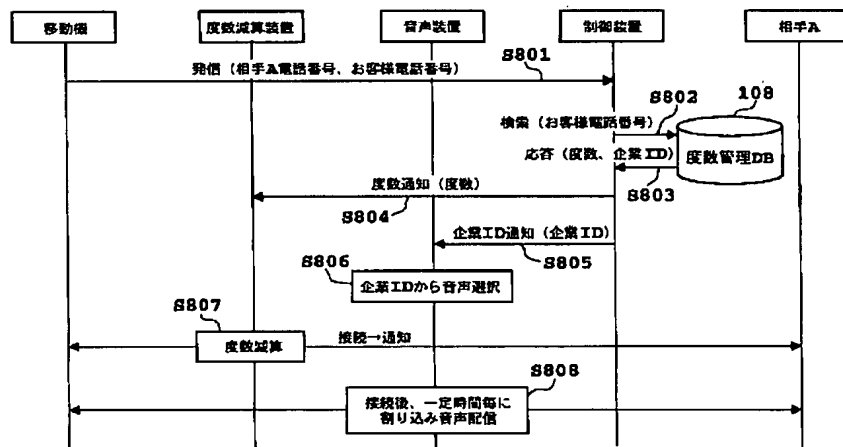 移動機
度数減算装置
音声装置
制御装置
相手A
発信（相手A電話番号、お客様電話番号）
S801
S802
108
検索（お客様電話番号）
度数管理DB
応答（度数、企業ID）
S803
度数通知（度数）
S804
企業ID通知（企業ID）
S805
S806
企業IDから音声選択
S807
度数減算
接続→通知
S808
接続後、一定時間毎に
割り込み音声配信